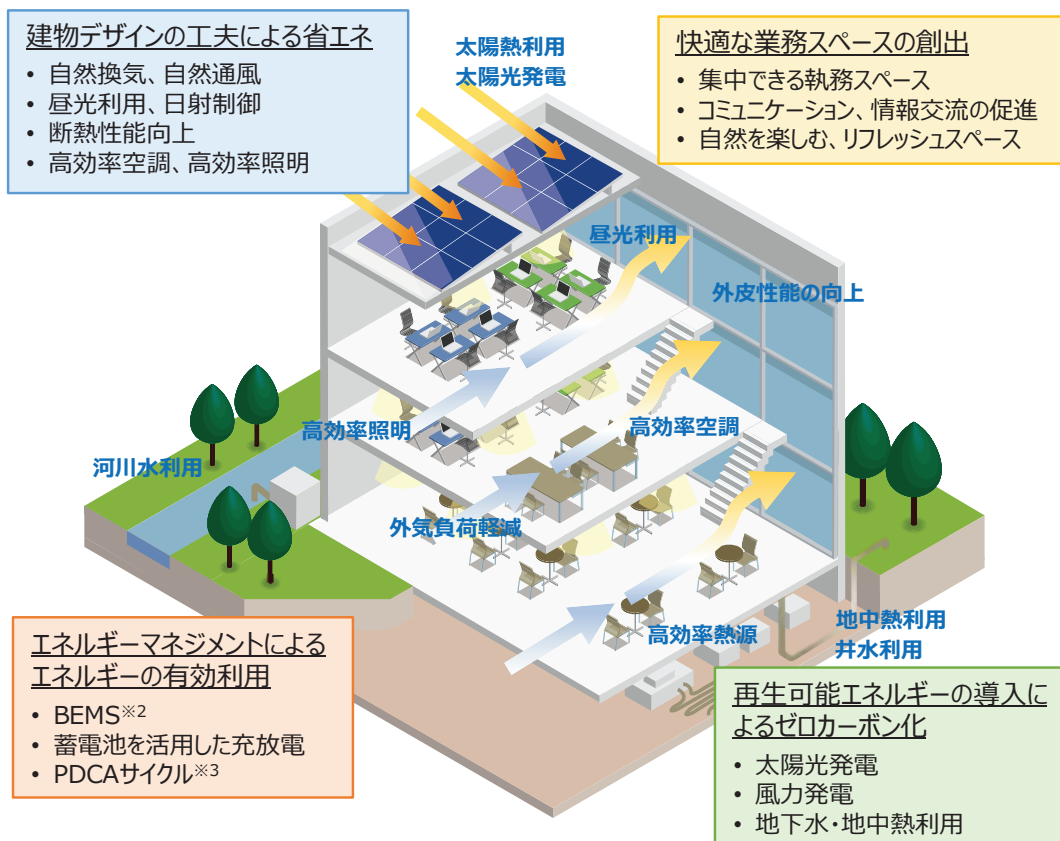 建物デザインの工夫による省エネ
• 自然換気、自然通風
• 昼光利用、日射制御
• 断熱性能向上
• 高効率空調、高効率照明
太陽熱利用
太陽光発電
快適な業務スペースの創出
• 集中できる執務スペース
• コミュニケーション、情報交流の促進
• 自然を楽しむ、リフレッシュスペース
昼光利用
外皮性能の向上
高効率照明
高効率空調
河川水利用
外気負荷軽減
高効率熱源
地中熱利用
井水利用
エネルギーマネジメントによる
エネルギーの有効利用
• BEMS※2
• 蓄電池を活用した充放電
• PDCAサイクル※3
再生可能エネルギーの導入に
よるゼロカーボン化
• 太陽光発電
• 風力発電
• 地下水・地中熱利用